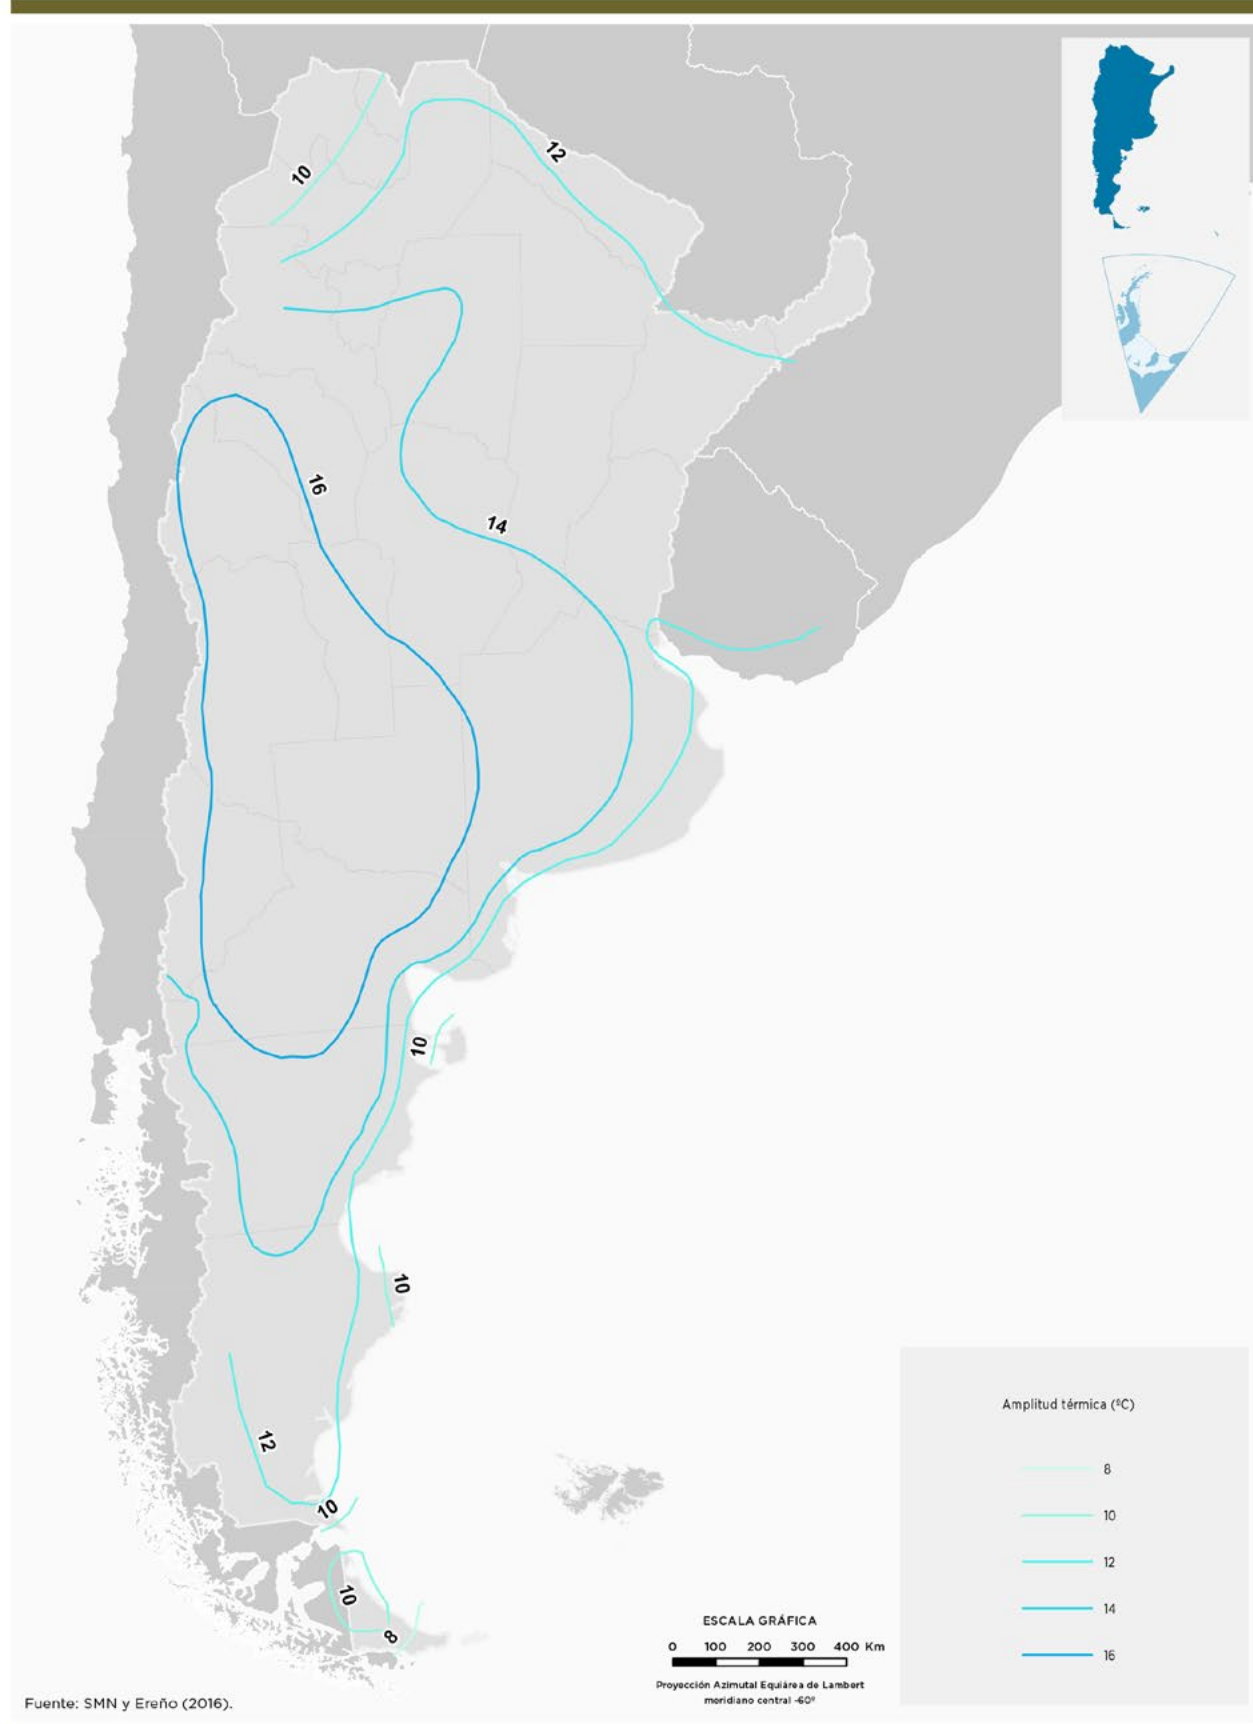 12
10
16
14
10
10
12
10
10
8
Amplitud térmica (ºC)
8
10
12
14
16
ESCALA GRÁFICA
0 100 200 300 400 Km
Proyección Azimutal Equiárea de Lambert
meridiano central -60º
Fuente: SMN y Ereño (2016).